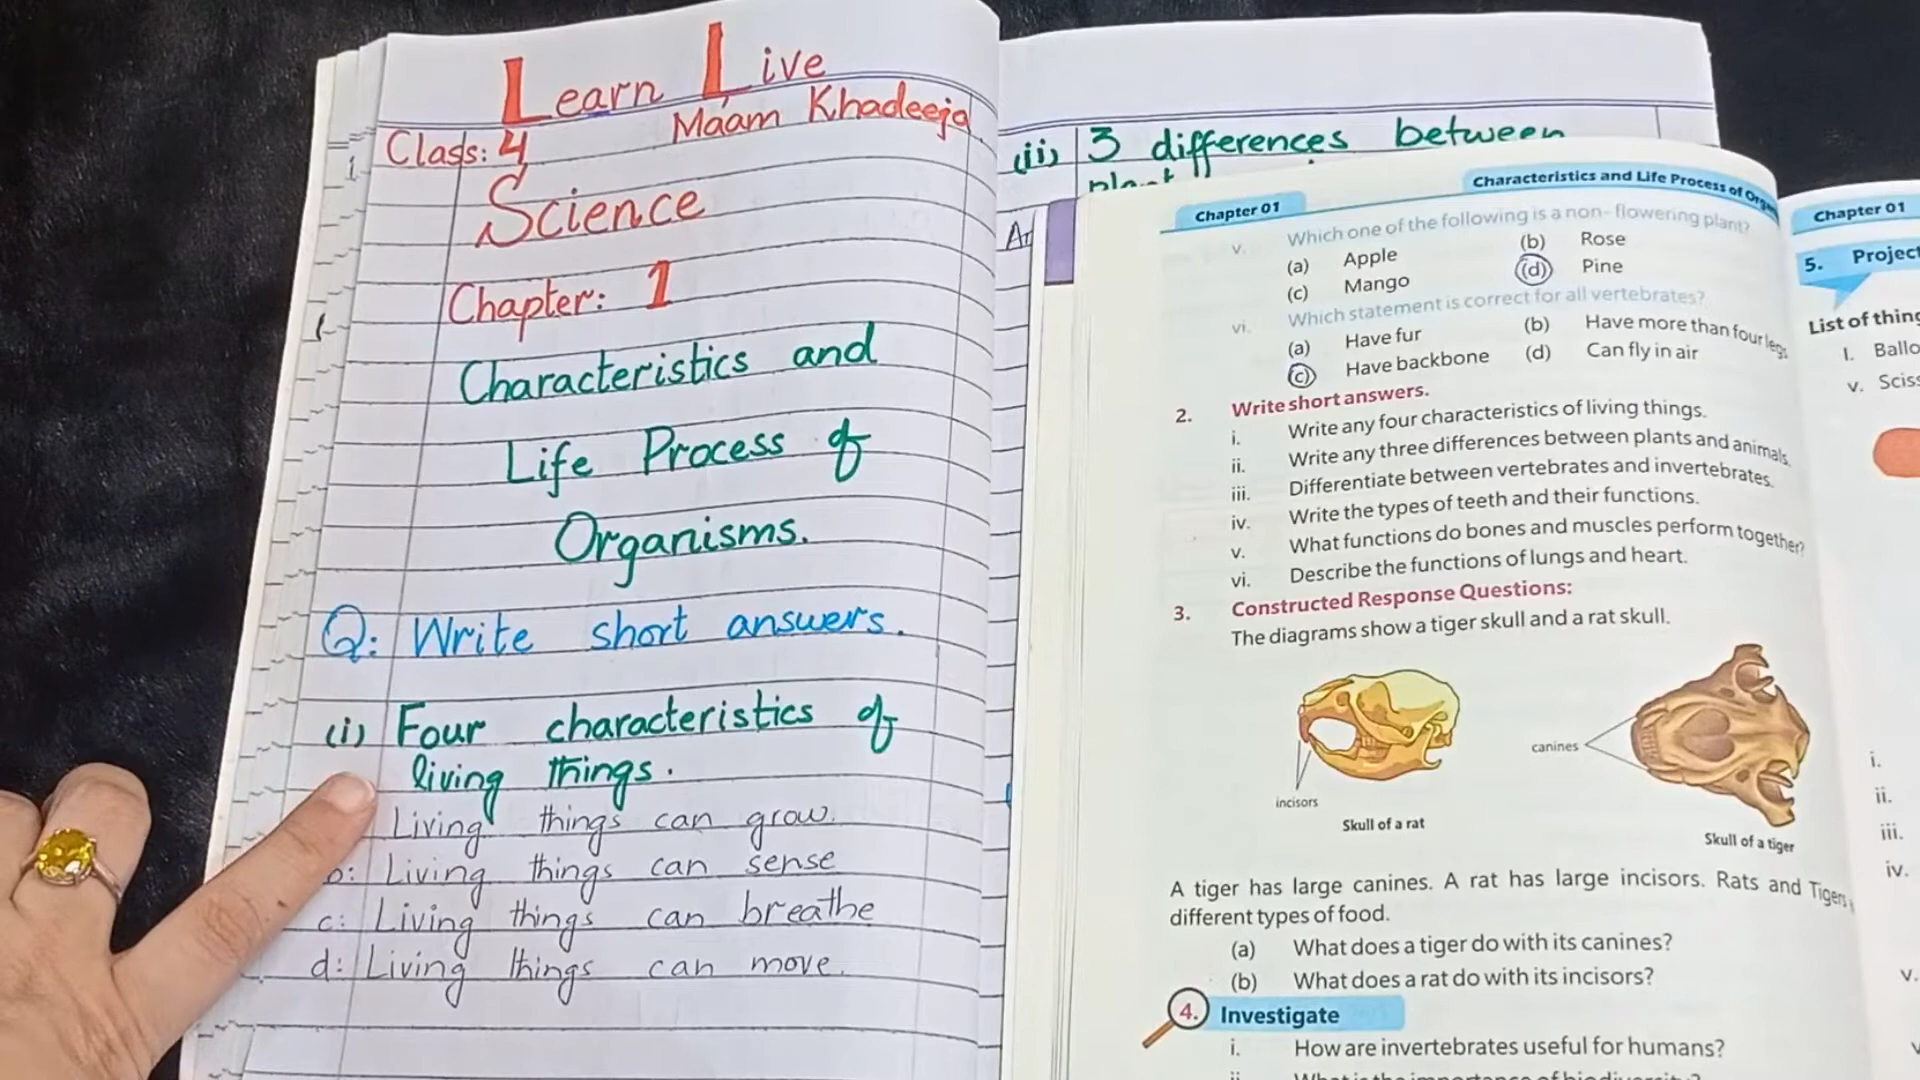 Learn Live
Maam Khadeeja
Class: 4
Science
Chapter: 1
Characteristics and
Life Process of
Organisms.
Q: Write short answers.
(i) Four characteristics of
living things.
Living things can grow.
b: Living things can sense
c: Living things can breathe
d: Living things can move.
(ii) 3 differences between
Chapter 01
Characteristics and Life Process of
v. Which one of the following is a non-flowering plant?
(a) Apple (b) Rose
(c) Mango (d) Pine
vi. Which statement is correct for all vertebrates?
(a) Have fur (b) Have more than four legs
(c) Have backbone (d) Can fly in air
2. Write short answers.
i. Write any four characteristics of living things.
ii. Write any three differences between plants and animals.
iii. Differentiate between vertebrates and invertebrates.
iv. Write the types of teeth and their functions.
v. What functions do bones and muscles perform together?
vi. Describe the functions of lungs and heart.
3. Constructed Response Questions:
The diagrams show a tiger skull and a rat skull.
canines
incisors
Skull of a rat
Skull of a tiger
A tiger has large canines. A rat has large incisors. Rats and Tigers
different types of food.
(a) What does a tiger do with its canines?
(b) What does a rat do with its incisors?
4. Investigate
i. How are invertebrates useful for humans?
Chapter 01
5. Project
List of thing
I. Ballo
v. Sciss
i.
ii.
iii.
iv.
v.